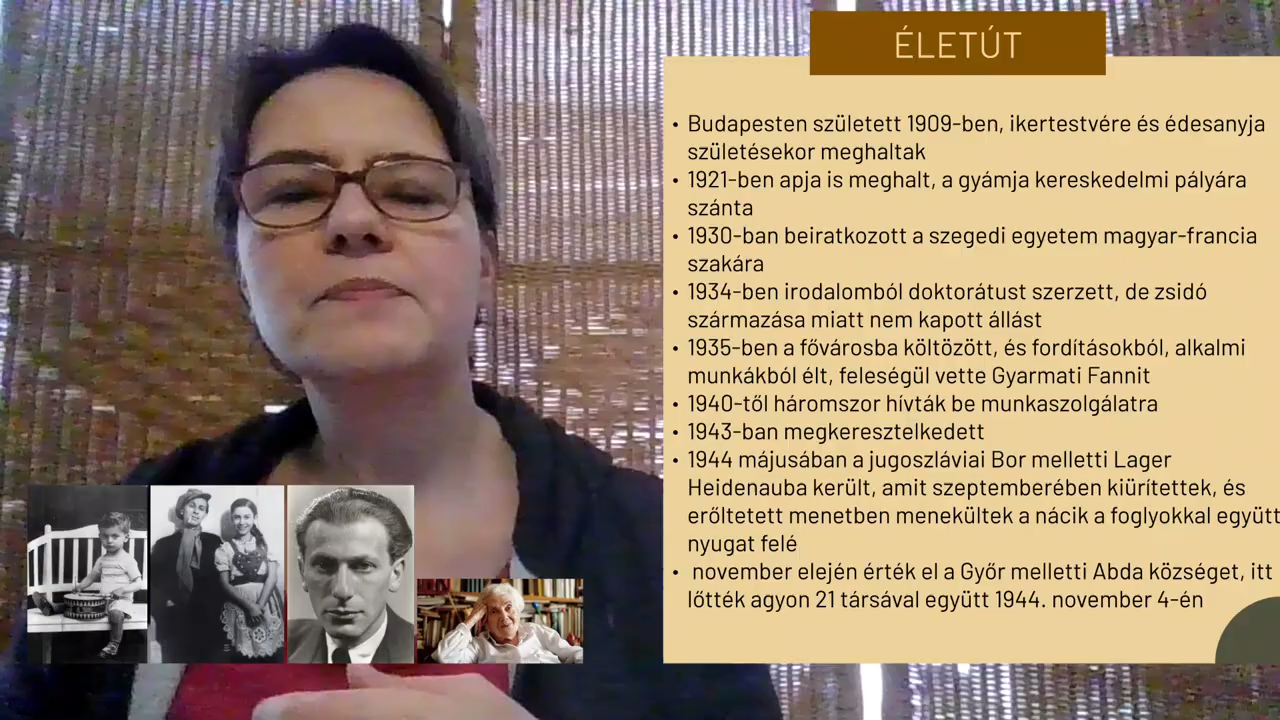 ÉLETÚT
• Budapesten született 1909-ben, ikertestvére és édesanyja
születésekor meghaltak
• 1921-ben apja is meghalt, a gyámja kereskedelmi pályára
szánta
• 1930-ban beiratkozott a szegedi egyetem magyar-francia
szakára
• 1934-ben irodalomból doktorátust szerzett, de zsidó
származása miatt nem kapott állást
• 1935-ben a fővárosba költözött, és fordításokból, alkalmi
munkákból élt, feleségül vette Gyarmati Fannit
• 1940-től háromszor hívták be munkaszolgálatra
• 1943-ban megkeresztelkedett
• 1944 májusában a jugoszláviai Bor melletti Lager
Heidenauba került, amit szeptemberében kiürítettek, és
erőltetett menetben menekültek a nácik a foglyokkal együtt
nyugat felé
• november elején érték el a Győr melletti Abda községet, itt
lőtték agyon 21 társával együtt 1944. november 4-én